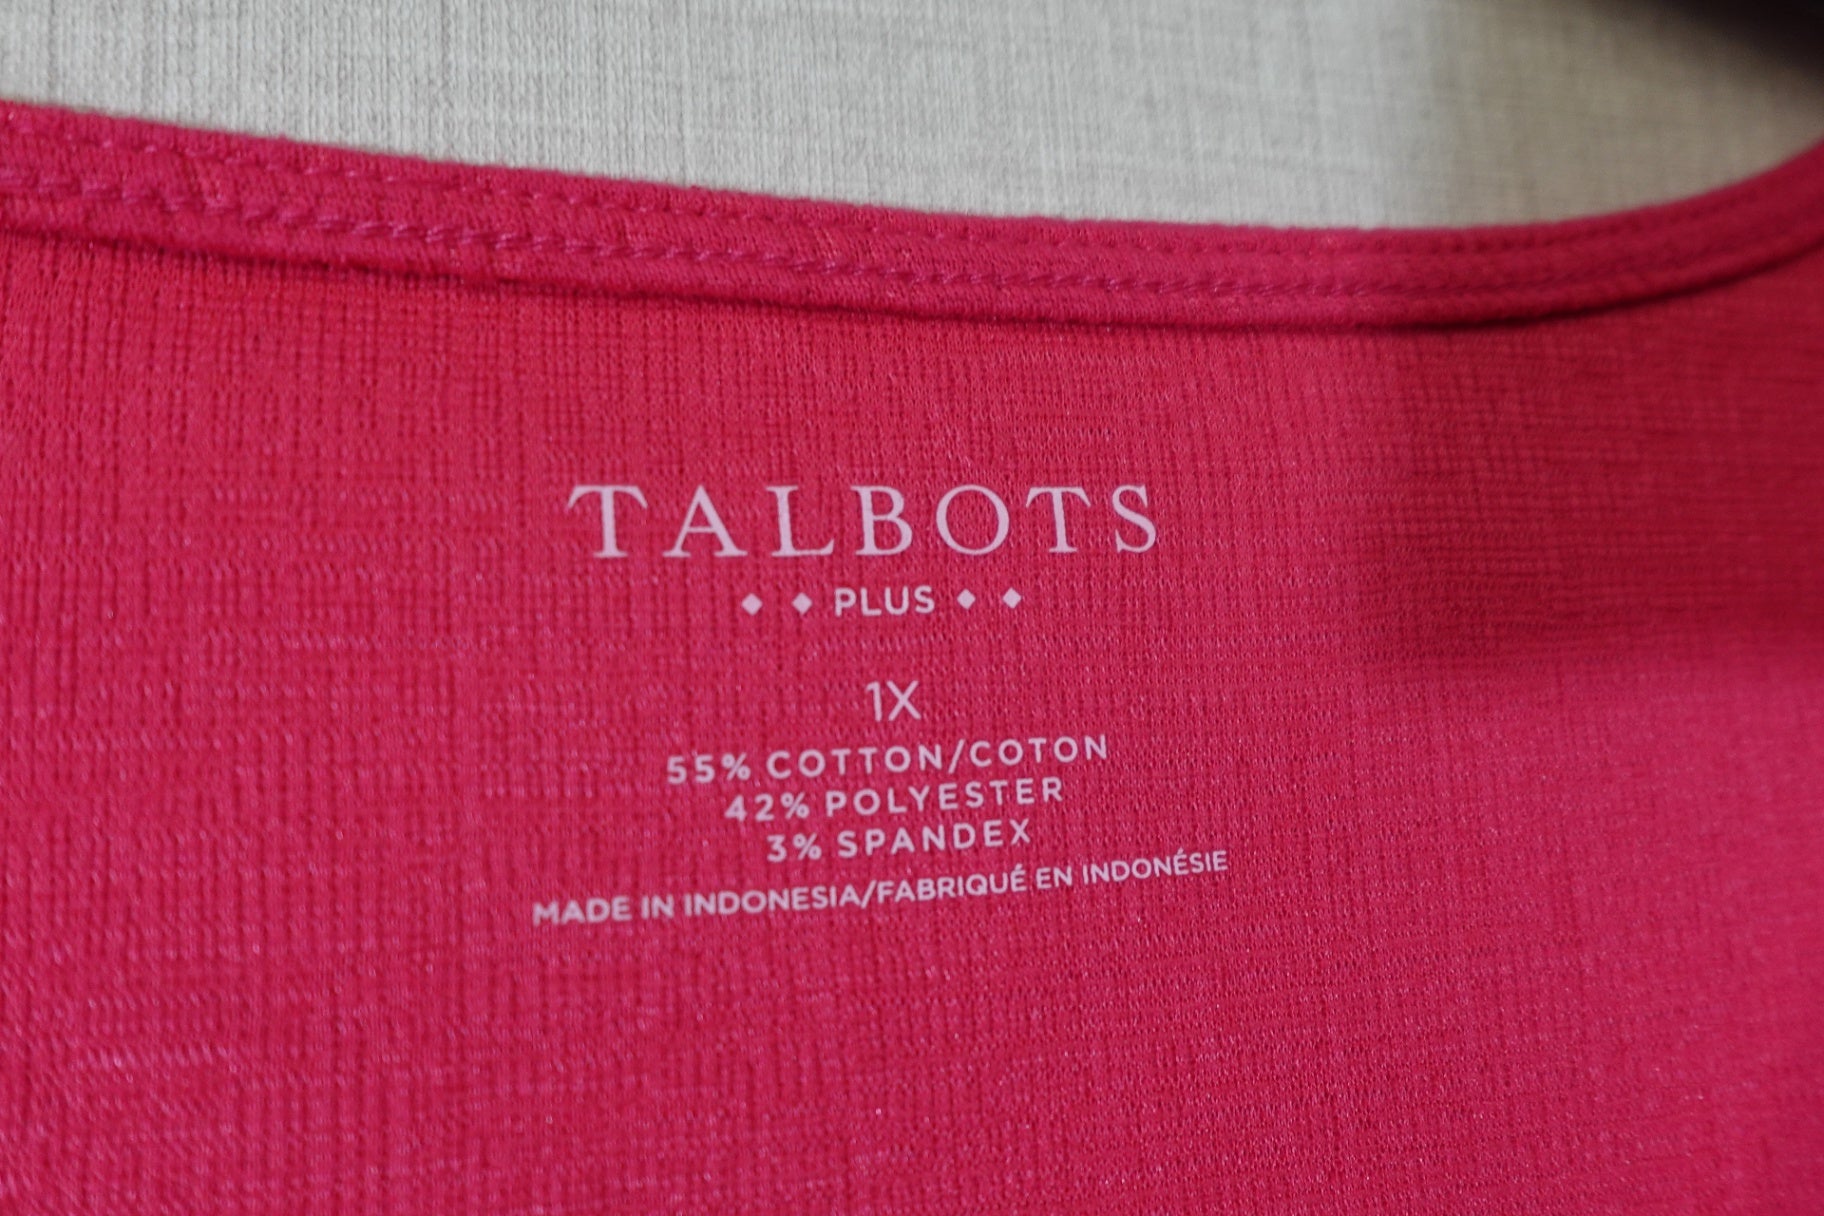 TALBOTS
PLUS
1X
55% COTTON/COTON
42% POLYESTER
3% SPANDEX
MADE IN INDONESIA/FABRIQUÉ EN INDONÉSIE